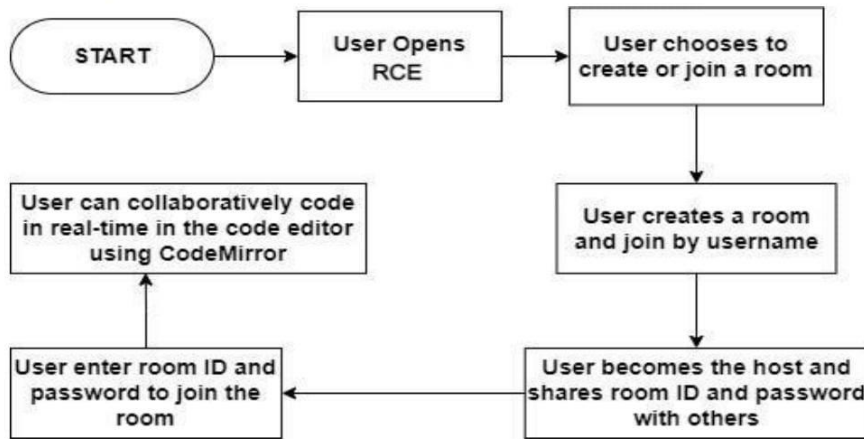 START
User Opens
RCE
User chooses to
create or join a room
User creates a room
and join by username
User becomes the host and
shares room ID and password
with others
User enter room ID and
password to join the
room
User can collaboratively code
in real-time in the code editor
using CodeMirror